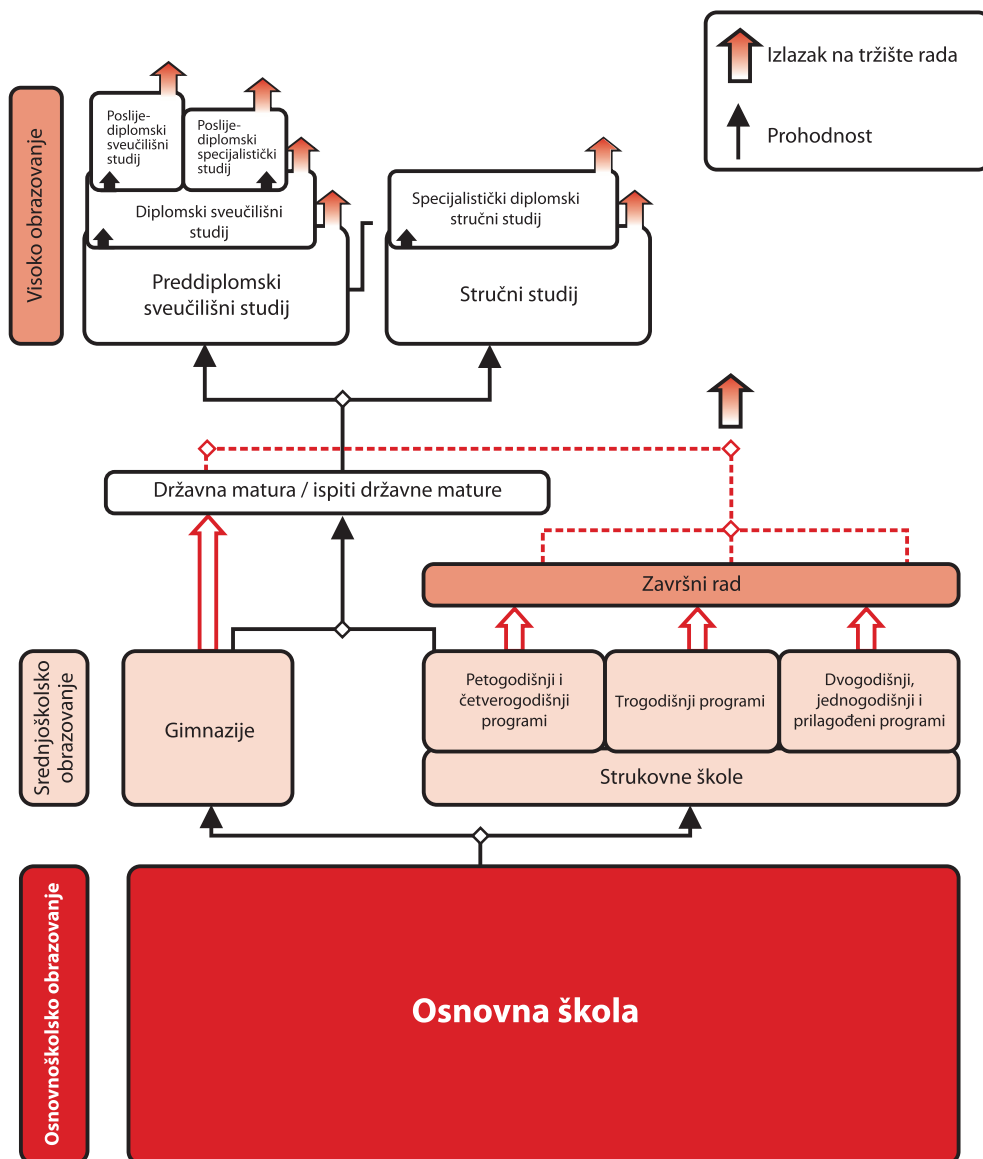 Izlazak na tržište rada
Prohodnost
Visoko obrazovanje
Poslije-
diplomski
sveučilišni
studij
Poslije-
diplomski
specijalistički
studij
Diplomski sveučilišni
studij
Preddiplomski
sveučilišni studij
Specijalistički diplomski
stručni studij
Stručni studij
Državna matura / ispiti državne mature
Završni rad
Srednjoškolsko
obrazovanje
Gimnazije
Petogodišnji i
četverogodišnji
programi
Trogodišnji programi
Dvogodišnji,
jednogodišnji i
prilagođeni programi
Strukovne škole
Osnovnoškolsko obrazovanje
Osnovna škola